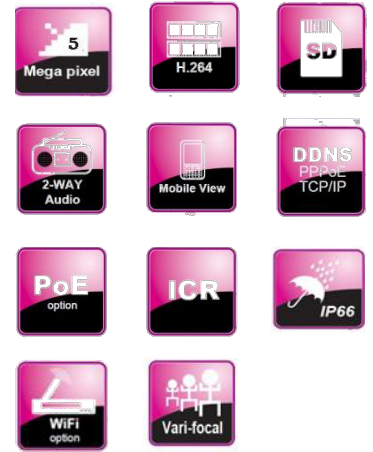 5
Mega pixel
H.264
SD
2-WAY
Audio
Mobile View
DDNS
PPPoE
TCP/IP
PoE
option
ICR
IP66
WiFi
option
Vari-focal